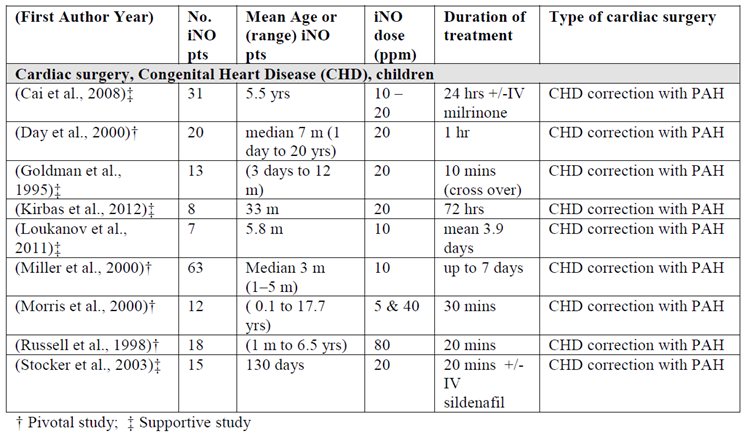 (First Author Year) No. iNO pts Mean Age or (range) iNO pts iNO dose (ppm) Duration of treatment Type of cardiac surgery
Cardiac surgery, Congenital Heart Disease (CHD), children
(Cai et al., 2008)‡ 31 5.5 yrs 10 – 20 24 hrs +/-IV milrinone CHD correction with PAH
(Day et al., 2000)† 20 median 7 m (1 day to 20 yrs) 20 1 hr CHD correction with PAH
(Goldman et al., 1995)‡ 13 (3 days to 12 m) 20 10 mins (cross over) CHD correction with PAH
(Kirbas et al., 2012)‡ 8 33 m 20 72 hrs CHD correction with PAH
(Loukanov et al., 2011)‡ 7 5.8 m 10 mean 3.9 days CHD correction with PAH
(Miller et al., 2000)† 63 Median 3 m (1–5 m) 10 up to 7 days CHD correction with PAH
(Morris et al., 2000)† 12 ( 0.1 to 17.7 yrs) 5 & 40 30 mins CHD correction with PAH
(Russell et al., 1998)† 18 (1 m to 6.5 yrs) 80 20 mins CHD correction with PAH
(Stocker et al., 2003)‡ 15 130 days 20 20 mins +/- IV sildenafil CHD correction with PAH
† Pivotal study; ‡ Supportive study